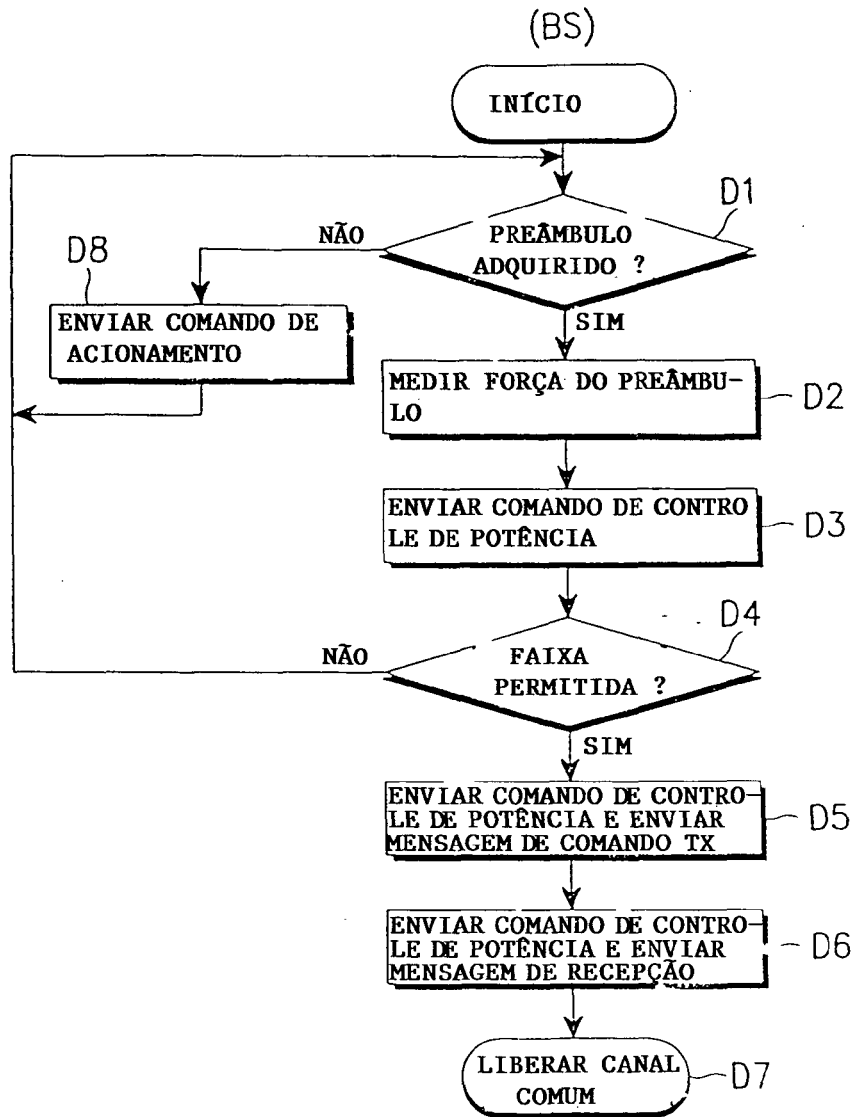 (BS)
INÍCIO
D1
PREÂMBULO
ADQUIRIDO ?
NÃO
SIM
D8
ENVIAR COMANDO DE
ACIONAMENTO
MEDIR FORÇA DO PREÂMBU-
LO
D2
ENVIAR COMANDO DE CONTRO
LE DE POTÊNCIA
D3
D4
FAIXA
PERMITIDA ?
NÃO
SIM
ENVIAR COMANDO DE CONTRO-
LE DE POTÊNCIA E ENVIAR
MENSAGEM DE COMANDO TX
D5
ENVIAR COMANDO DE CONTRO-
LE DE POTÊNCIA E ENVIAR
MENSAGEM DE RECEPÇÃO
D6
LIBERAR CANAL
COMUM
D7